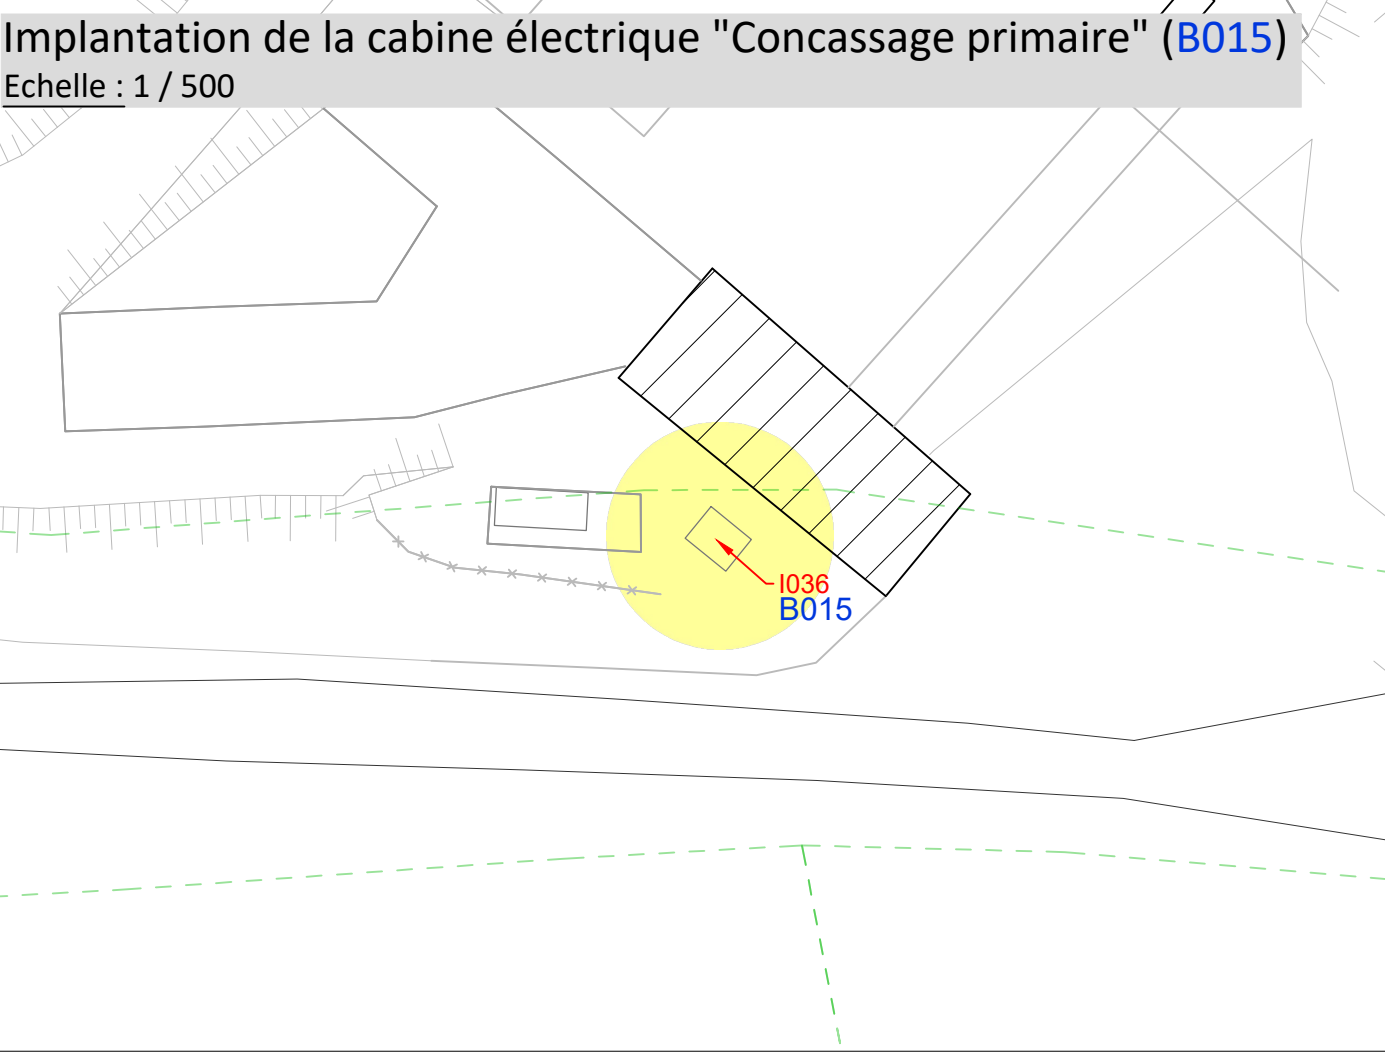 Implantation de la cabine électrique "Concassage primaire" (B015)
Echelle : 1 / 500
I036
B015